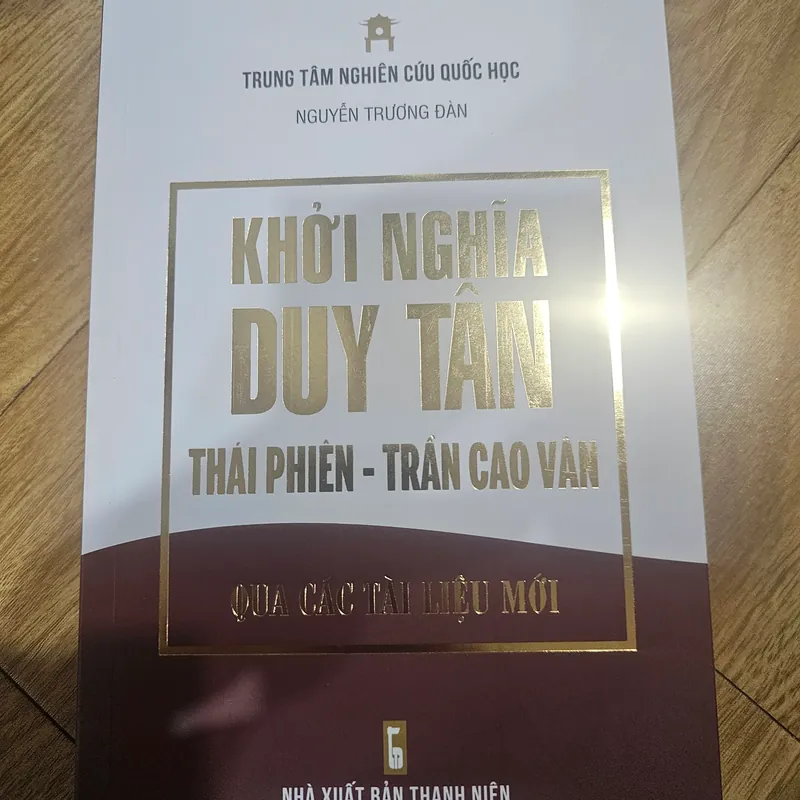 TRUNG TÂM NGHIÊN CỨU QUỐC HỌC
NGUYỄN TRƯƠNG ĐÀN
KHỞI NGHĨA
DUY TÂN
THÁI PHIÊN - TRẦN CAO VÂN
QUA CÁC TÀI LIỆU MỚI
NHÀ XUẤT BẢN THANH NIÊN